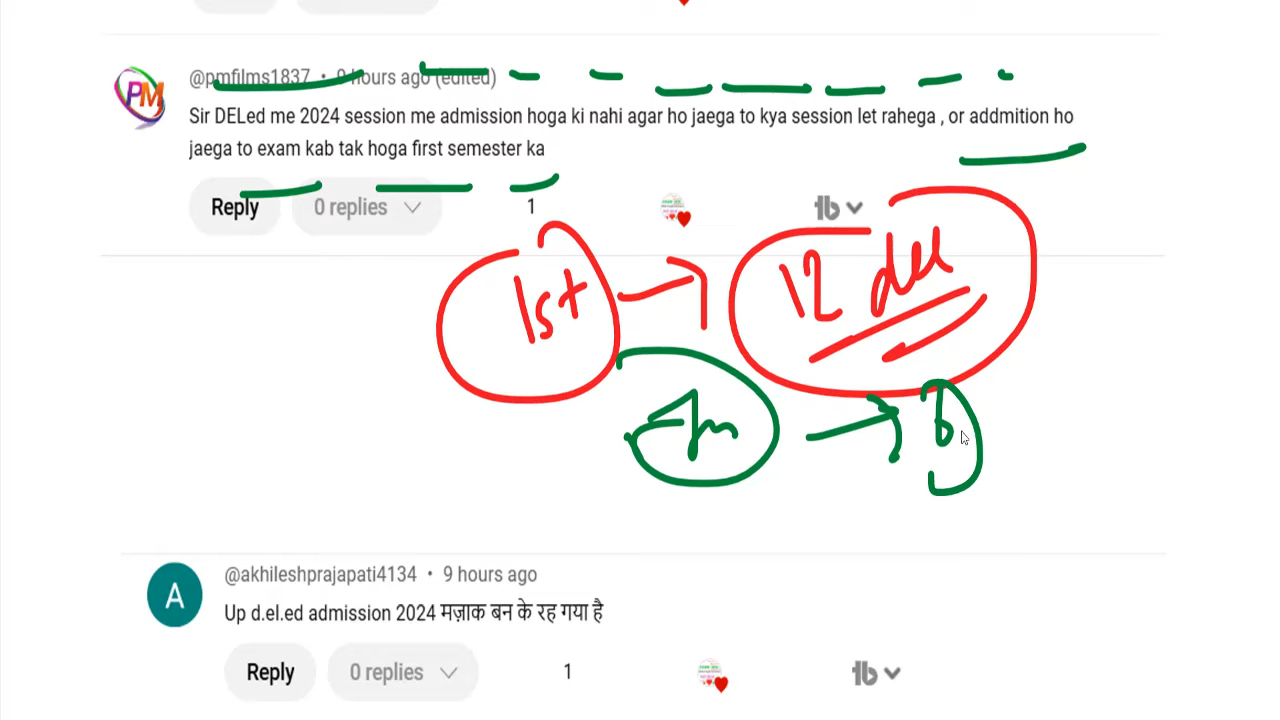 @pmfilms1837 • 9 hours ago (edited)
PM
Sir DELed me 2024 session me admission hoga ki nahi agar ho jaega to kya session let rahega , or addmition ho
jaega to exam kab tak hoga first semester ka
Reply 0 replies 1
1st
12
@akhileshprajapati4134 • 9 hours ago
A
Up d.el.ed admission 2024 मज़ाक बन के रह गया है
Reply 0 replies 1